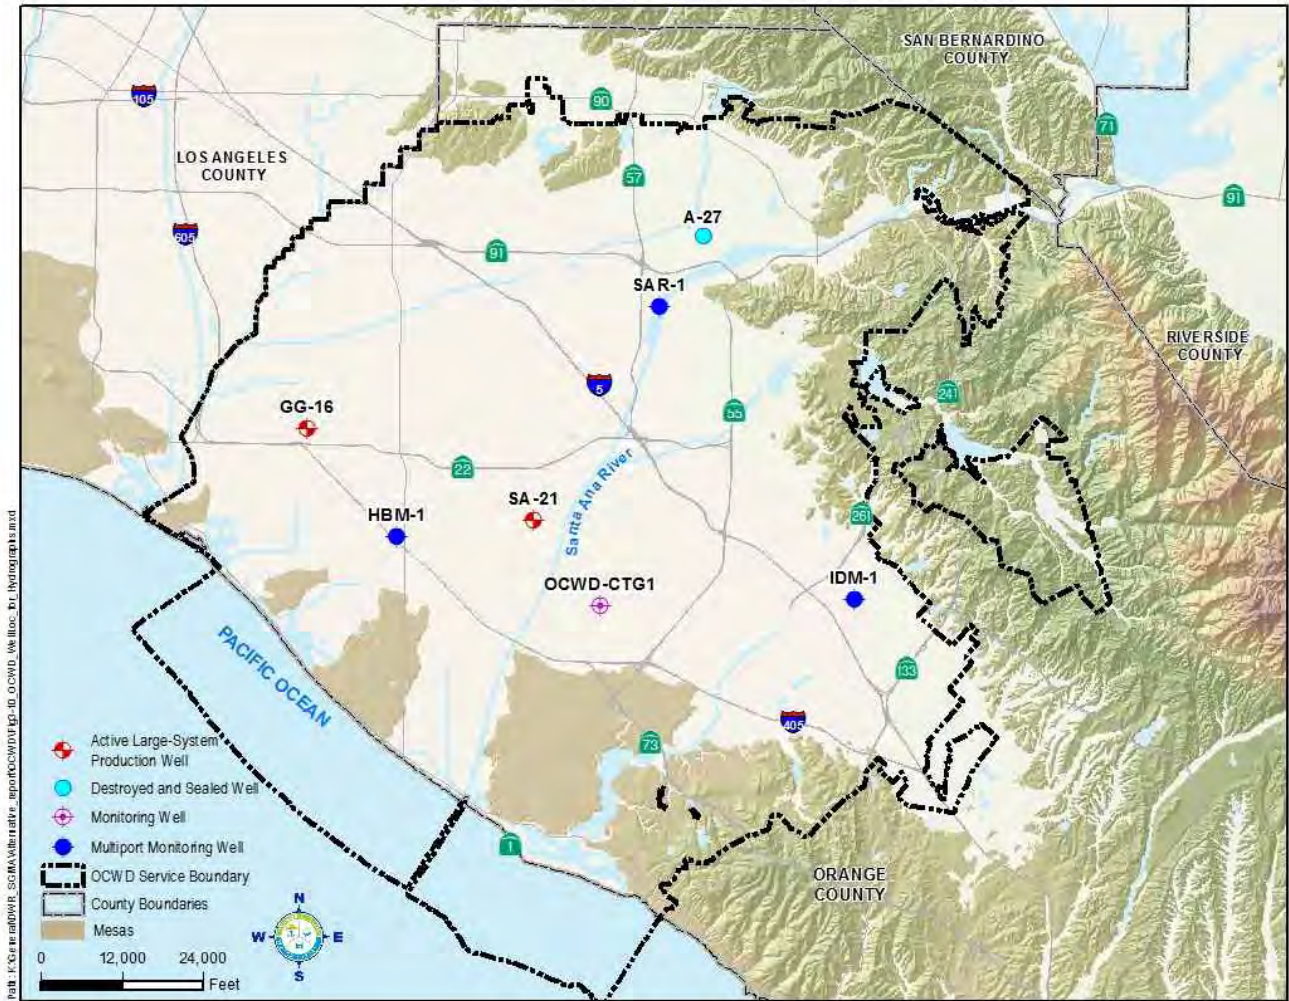 SAN BERNARDINO
COUNTY
105
90
71
LOS ANGELES
COUNTY
57
91
605
A-27
91
SAR-1
RIVERSIDE
COUNTY
5
241
GG-16
55
22
Santa Ana River
SA-21
HBM-1
261
OCWD-CTG1
IDM-1
PACIFIC OCEAN
133
405
73
1
ORANGE
COUNTY
Active Large-System
Production Well
Destroyed and Sealed Well
Monitoring Well
Multiport Monitoring Well
OCWD Service Boundary
County Boundaries
Mesas
N
W
E
S
0
12,000
24,000
Feet